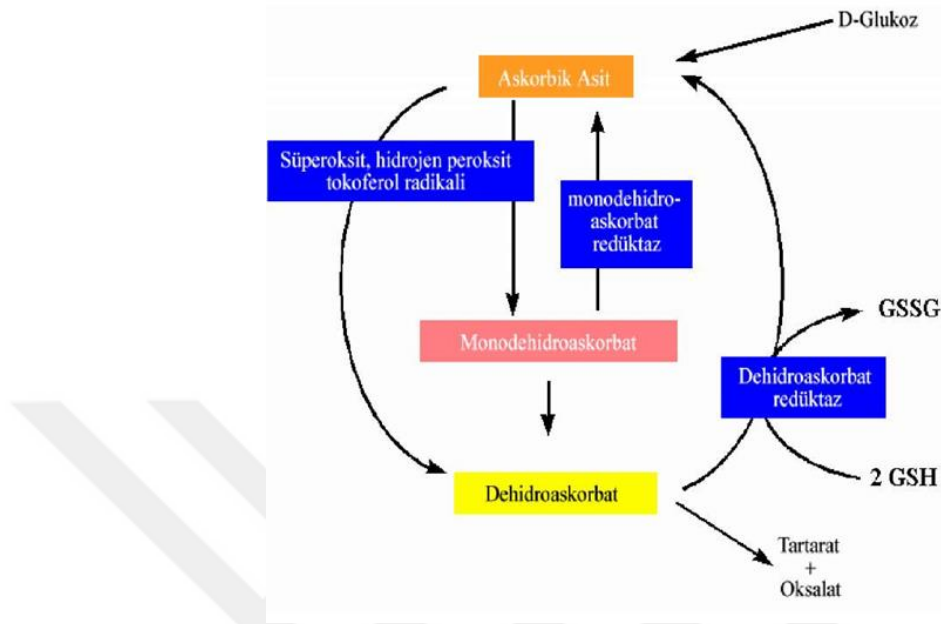 D-Glukoz
Askorbik Asit
Süperoksit, hidrojen peroksit
tokoferol radikali
monodehidro-
askorbat
redüktaz
GSSG
Monodehidroaskorbat
Dehidroaskorbat
redüktaz
2 GSH
Dehidroaskorbat
Tartarat
+
Oksalat